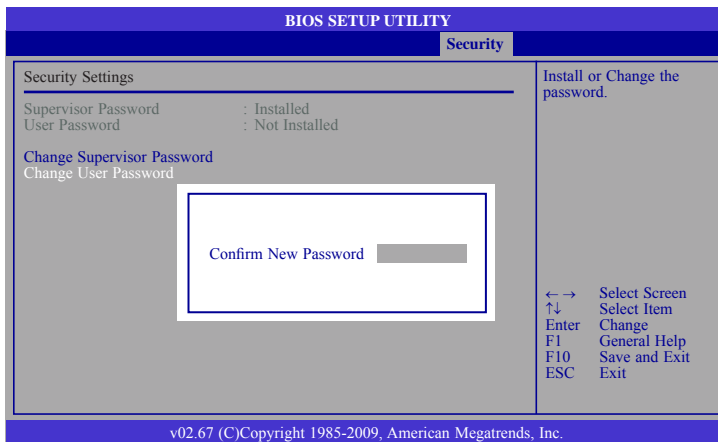 BIOS SETUP UTILITY
Security
Security Settings
Supervisor Password : Installed
User Password : Not Installed
Change Supervisor Password
Change User Password
Confirm New Password
Install or Change the
password.
←→ Select Screen
↑↓ Select Item
Enter Change
F1 General Help
F10 Save and Exit
ESC Exit
v02.67 (C)Copyright 1985-2009, American Megatrends, Inc.